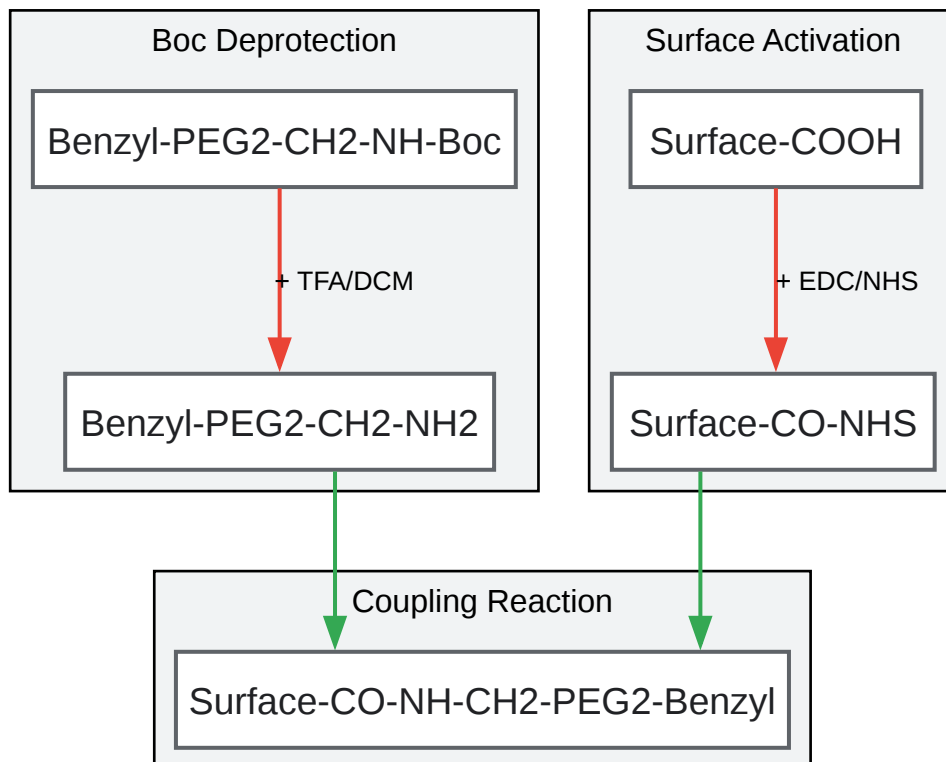 Boc Deprotection
Benzyl-PEG2-CH2-NH-Boc
+ TFA/DCM
Benzyl-PEG2-CH2-NH2
Surface Activation
Surface-COOH
+ EDC/NHS
Surface-CO-NHS
Coupling Reaction
Surface-CO-NH-CH2-PEG2-Benzyl